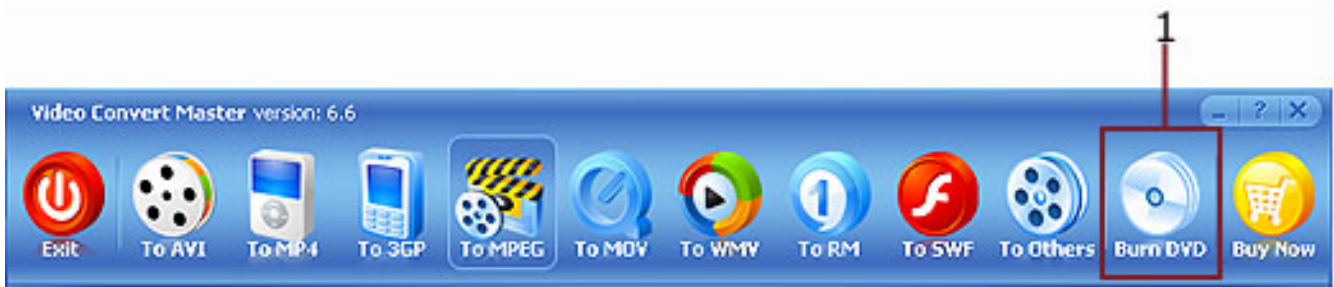 1
Video Convert Master version: 6.6
Exit To AVI To MP4 To 3GP To MPEG To MOV To WMV To RM To SWF To Others Burn DVD Buy Now